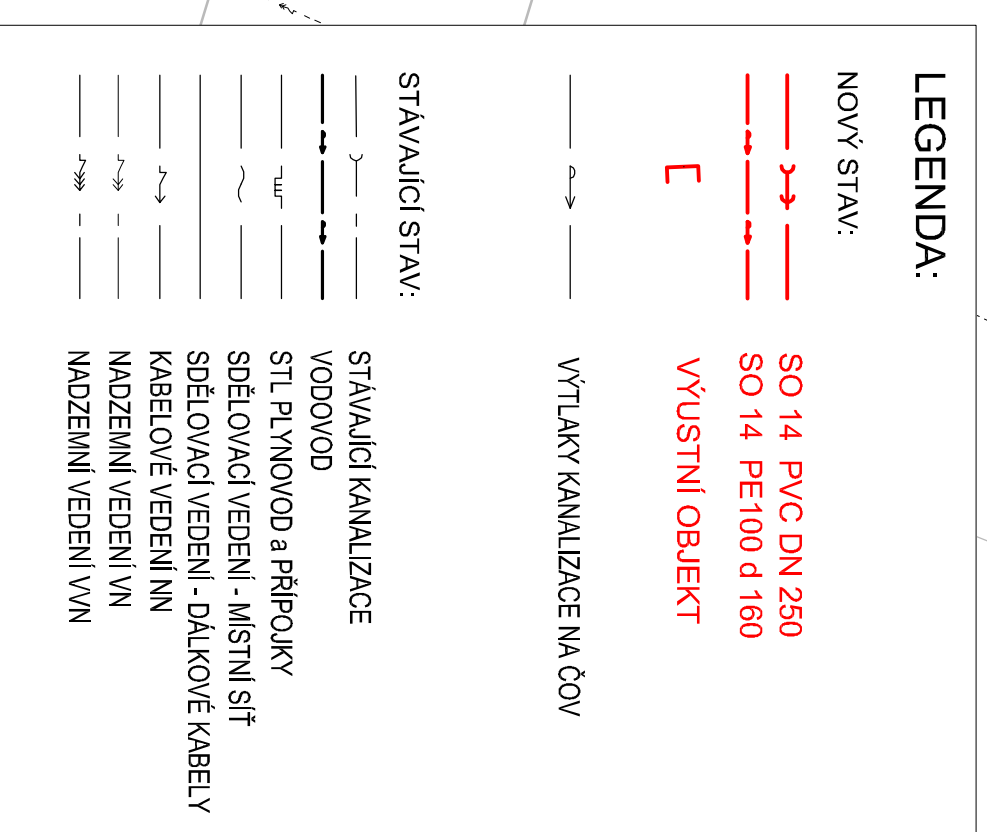 LEGENDA:
NOVÝ STAV:
SO 14 PVC DN 250
SO 14 PE100 d 160
VÝUSTNÍ OBJEKT
VÝTLAKY KANALIZACE NA ČOV
STÁVAJÍCÍ STAV:
STÁVAJÍCÍ KANALIZACE
VODOVOD
STL PLYNOVOD a PŘÍPOJKY
SDĚLOVACÍ VEDENÍ - MÍSTNÍ SÍŤ
SDĚLOVACÍ VEDENÍ - DÁLKOVÉ KABELY
KABELOVÉ VEDENÍ NN
NADZEMNÍ VEDENÍ VN
NADZEMNÍ VEDENÍ VVN